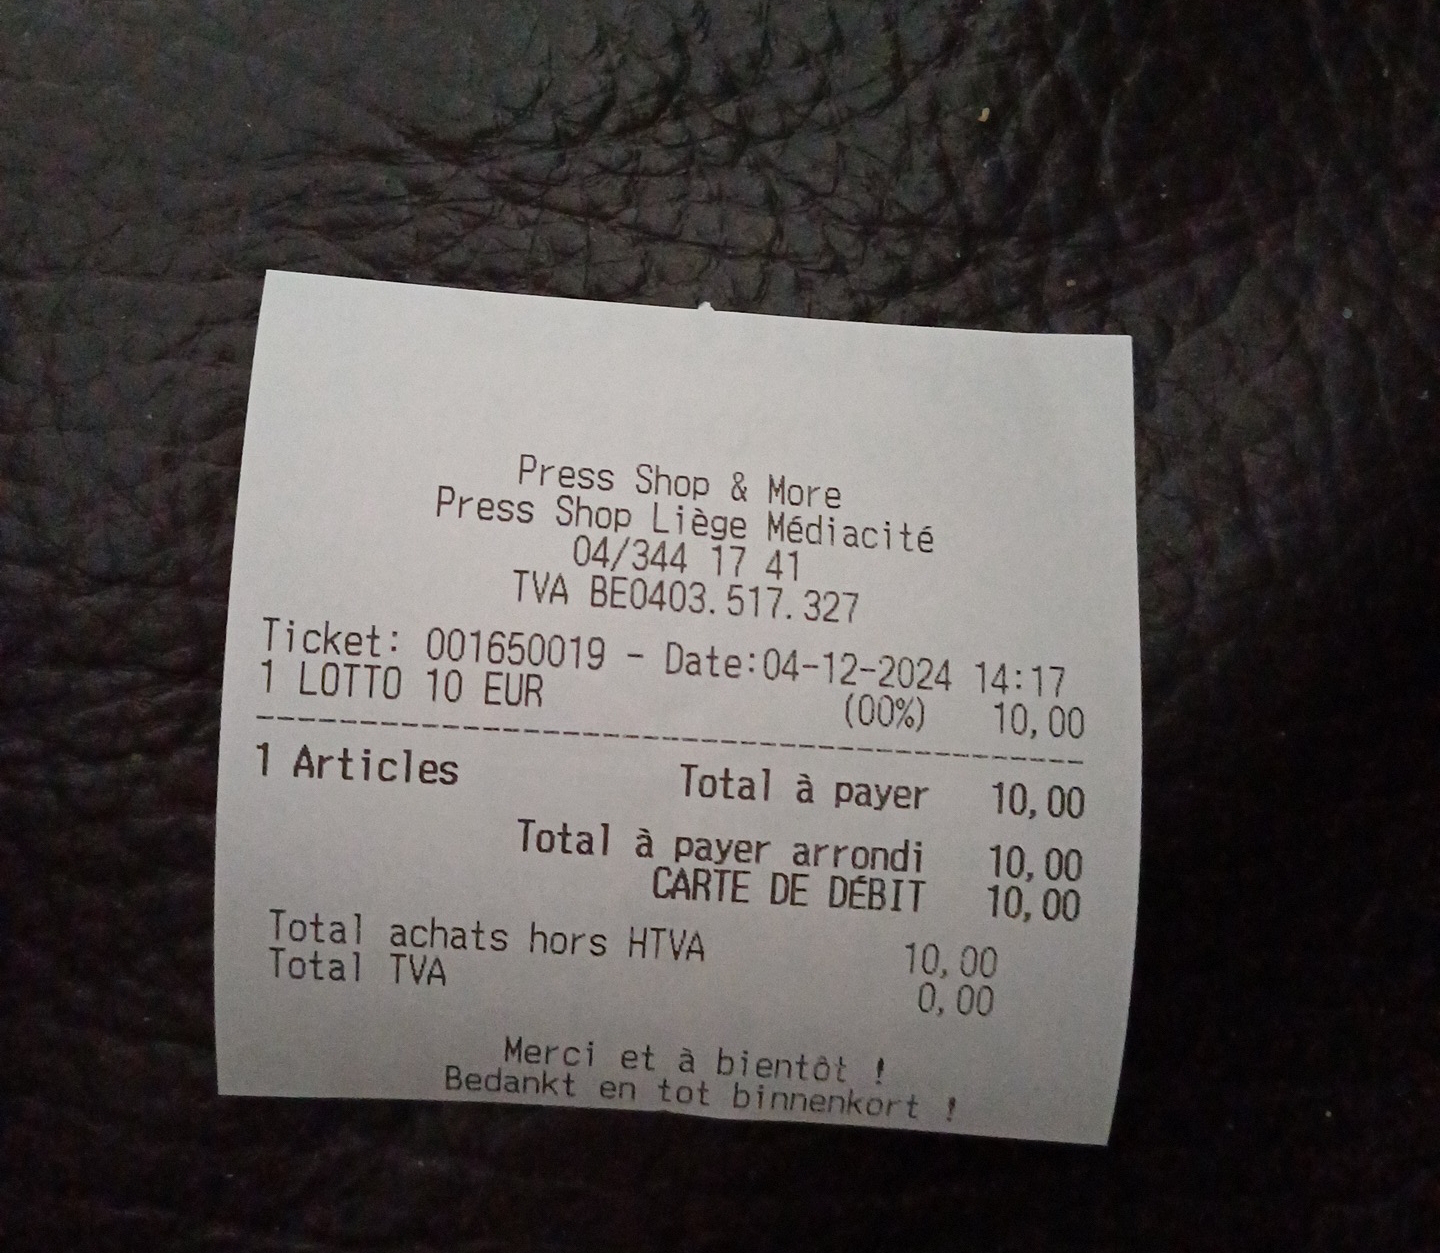 Press Shop & More
Press Shop Liège Médiacité
04/344 17 41
TVA BE0403.517.327
Ticket: 001650019 - Date:04-12-2024 14:17
1 LOTTO 10 EUR (00%) 10,00
--------------------------------------------
1 Articles Total à payer 10,00
Total à payer arrondi 10,00
CARTE DE DÉBIT 10,00
Total achats hors HTVA 10,00
Total TVA 0,00
Merci et à bientôt !
Bedankt en tot binnenkort !